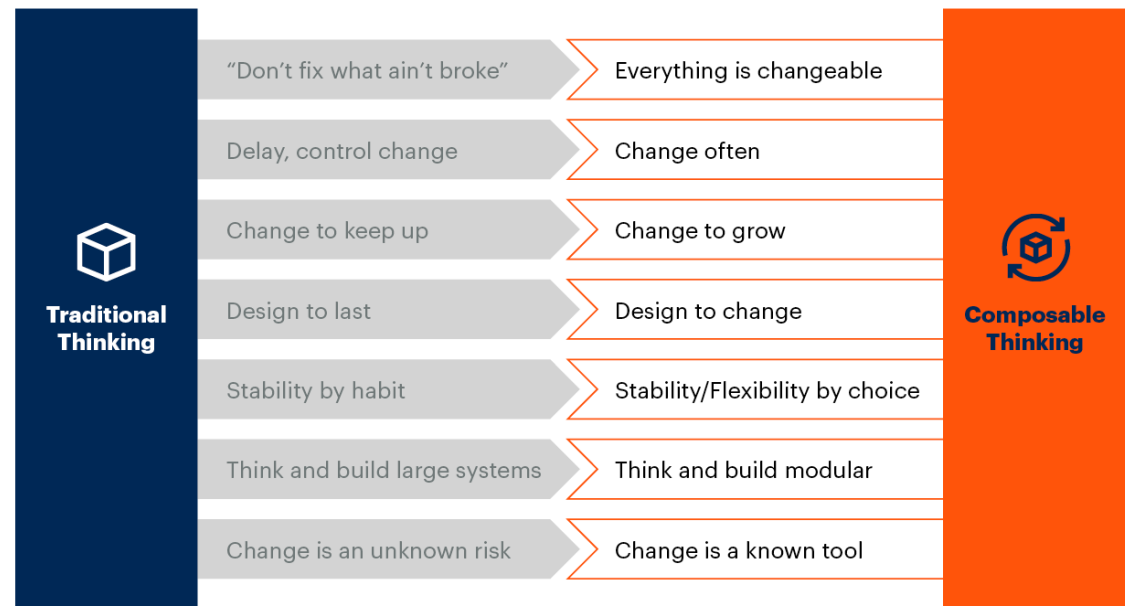 “Don’t fix what ain’t broke”
Everything is changeable
Delay, control change
Change often
Change to keep up
Change to grow
Traditional
Thinking
Design to last
Design to change
Composable
Thinking
Stability by habit
Stability/Flexibility by choice
Think and build large systems
Think and build modular
Change is an unknown risk
Change is a known tool